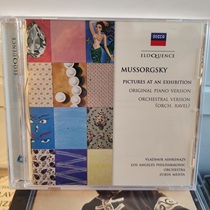 ELOQUENCE
DECCA
ELOQUENCE
MUSSORGSKY
PICTURES AT AN EXHIBITION
ORIGINAL PIANO VERSION
ORCHESTRAL VERSION
(ORCH. RAVEL)
VLADIMIR ASHKENAZY
LOS ANGELES PHILHARMONIC
ORCHESTRA
ZUBIN MEHTA